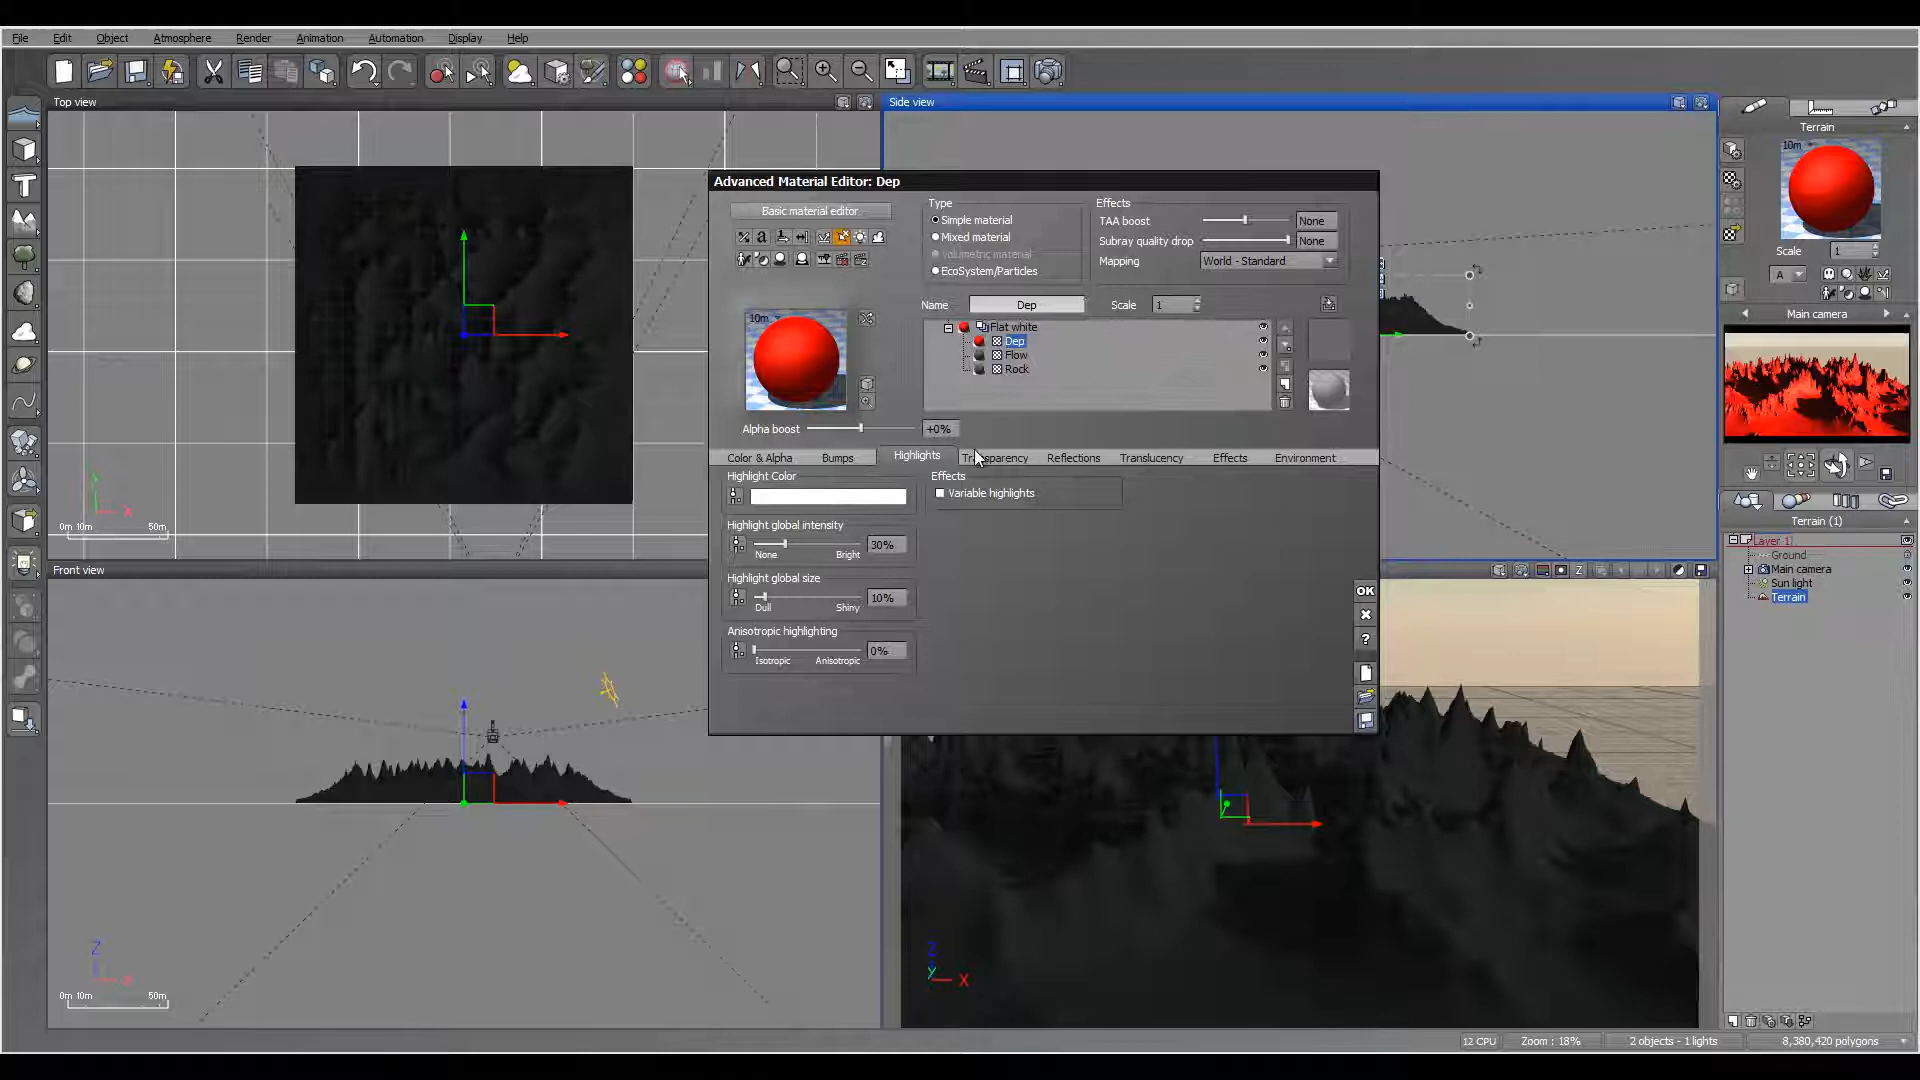 File Edit Object Atmosphere Render Animation Automation Display Help
Top view
Side view
Terrain
10m
Scale 1
A
Main camera
Advanced Material Editor: Dep
Basic material editor
Type
Simple material
Mixed material
Volumetric material
EcoSystem/Particles
Effects
TAA boost None
Subray quality drop None
Mapping World - Standard
Name Dep Scale 1
10m
Flat white
Dep
Flow
Rock
Alpha boost +0%
Color & Alpha Bumps Highlights Transparency Reflections Translucency Effects Environment
Highlight Color
Effects
Variable highlights
Highlight global intensity
30%
None Bright
Highlight global size
10%
Dull Shiny
Anisotropic highlighting
0%
Isotropic Anisotropic
OK
?
X
0m 10m 50m
Front view
Z
Terrain (1)
Layer 1
Ground
Main camera
Sun light
Terrain
Z
X
0m 10m 50m
Z
Y
X
12 CPU Zoom : 18% 2 objects - 1 lights 8,380,420 polygons